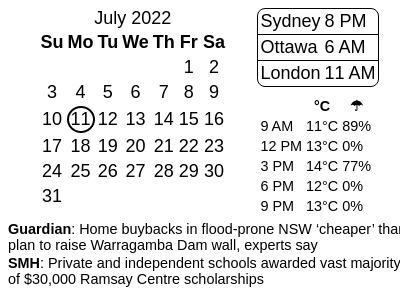 July 2022
Su Mo Tu We Th Fr Sa
1 2
3 4 5 6 7 8 9
10 11 12 13 14 15 16
17 18 19 20 21 22 23
24 25 26 27 28 29 30
31
Sydney 8 PM
Ottawa 6 AM
London 11 AM
°C ☂
9 AM 11°C 89%
12 PM 13°C 0%
3 PM 14°C 77%
6 PM 12°C 0%
9 PM 13°C 0%
Guardian: Home buybacks in flood-prone NSW ‘cheaper’
plan to raise Warragamba Dam wall, experts say
SMH: Private and independent schools awarded vast majority
of $30,000 Ramsay Centre scholarships